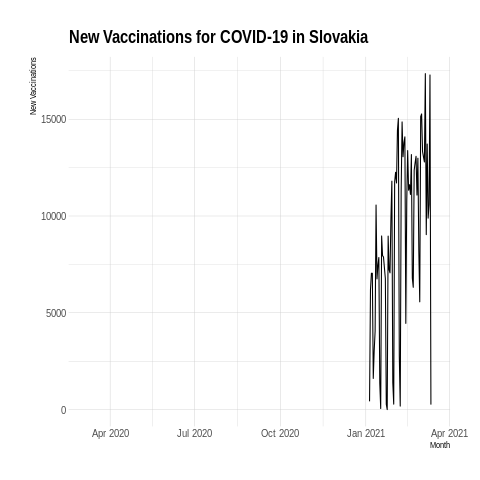 New Vaccinations for COVID-19 in Slovakia
New Vaccinations
15000
10000
5000
0
Apr 2020 Jul 2020 Oct 2020 Jan 2021 Apr 2021
Month